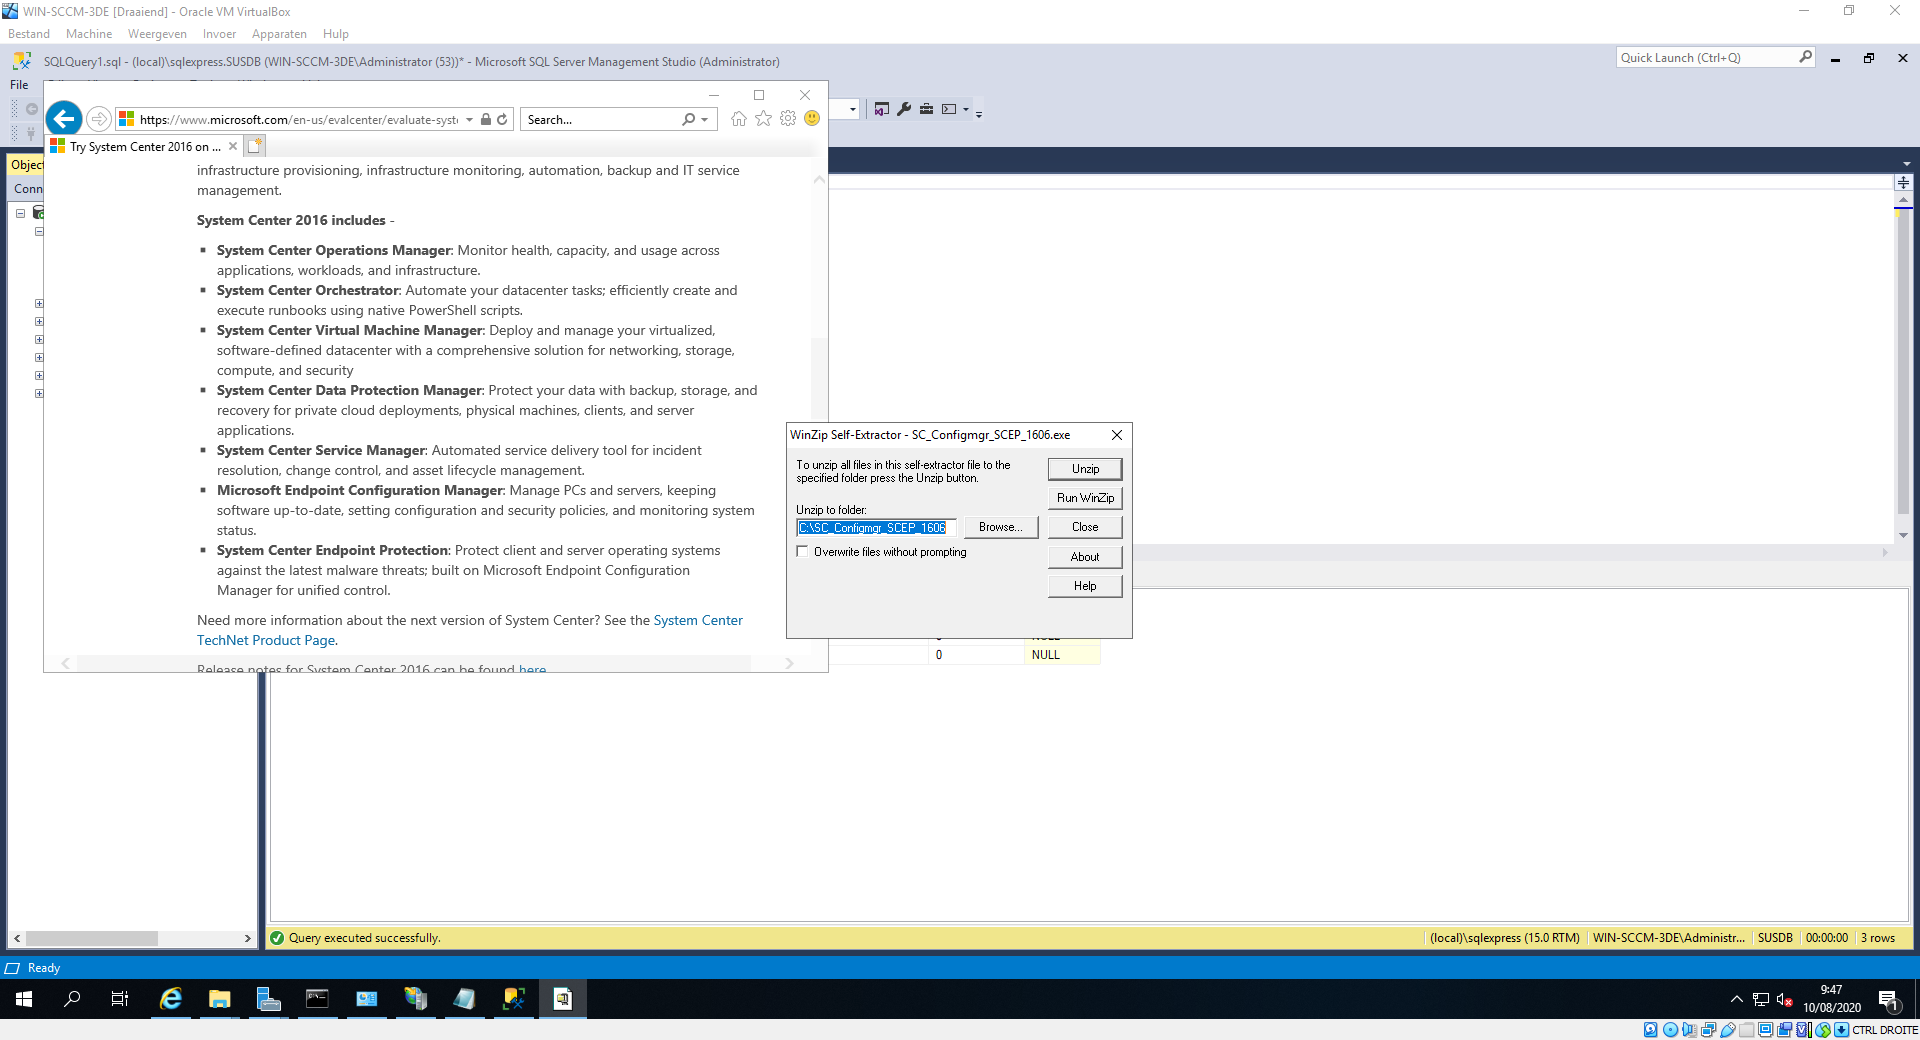 WIN-SCCM-3DE [Draaiend] - Oracle VM VirtualBox
Bestand Machine Weergeven Invoer Apparaten Hulp
SQLQuery1.sql - (local)\sqlexpress.SUSDB (WIN-SCCM-3DE\Administrator (53))* - Microsoft SQL Server Management Studio (Administrator)
Quick Launch (Ctrl+Q)
File
https://www.microsoft.com/en-us/evalcenter/evaluate-syst
Search...
Try System Center 2016 on ...
Objec
Conn
infrastructure provisioning, infrastructure monitoring, automation, backup and IT service
management.
System Center 2016 includes -
System Center Operations Manager: Monitor health, capacity, and usage across
applications, workloads, and infrastructure.
System Center Orchestrator: Automate your datacenter tasks; efficiently create and
execute runbooks using native PowerShell scripts.
System Center Virtual Machine Manager: Deploy and manage your virtualized,
software-defined datacenter with a comprehensive solution for networking, storage,
compute, and security
System Center Data Protection Manager: Protect your data with backup, storage, and
recovery for private cloud deployments, physical machines, clients, and server
applications.
System Center Service Manager: Automated service delivery tool for incident
resolution, change control, and asset lifecycle management.
Microsoft Endpoint Configuration Manager: Manage PCs and servers, keeping
software up-to-date, setting configuration and security policies, and monitoring system
status.
System Center Endpoint Protection: Protect client and server operating systems
against the latest malware threats; built on Microsoft Endpoint Configuration
Manager for unified control.
Need more information about the next version of System Center? See the System Center
TechNet Product Page.
Release notes for System Center 2016 can be found here
WinZip Self-Extractor - SC_Configmgr_SCEP_1606.exe
To unzip all files in this self-extractor file to the
specified folder press the Unzip button.
Unzip to folder:
C:\SC_Configmgr_SCEP_1606
Browse...
Overwrite files without prompting
Unzip
Run WinZip
Close
About
Help
0 NULL
Query executed successfully.
(local)\sqlexpress (15.0 RTM) WIN-SCCM-3DE\Administr... SUSDB 00:00:00 3 rows
Ready
9:47
10/08/2020
1
CTRL DROITE